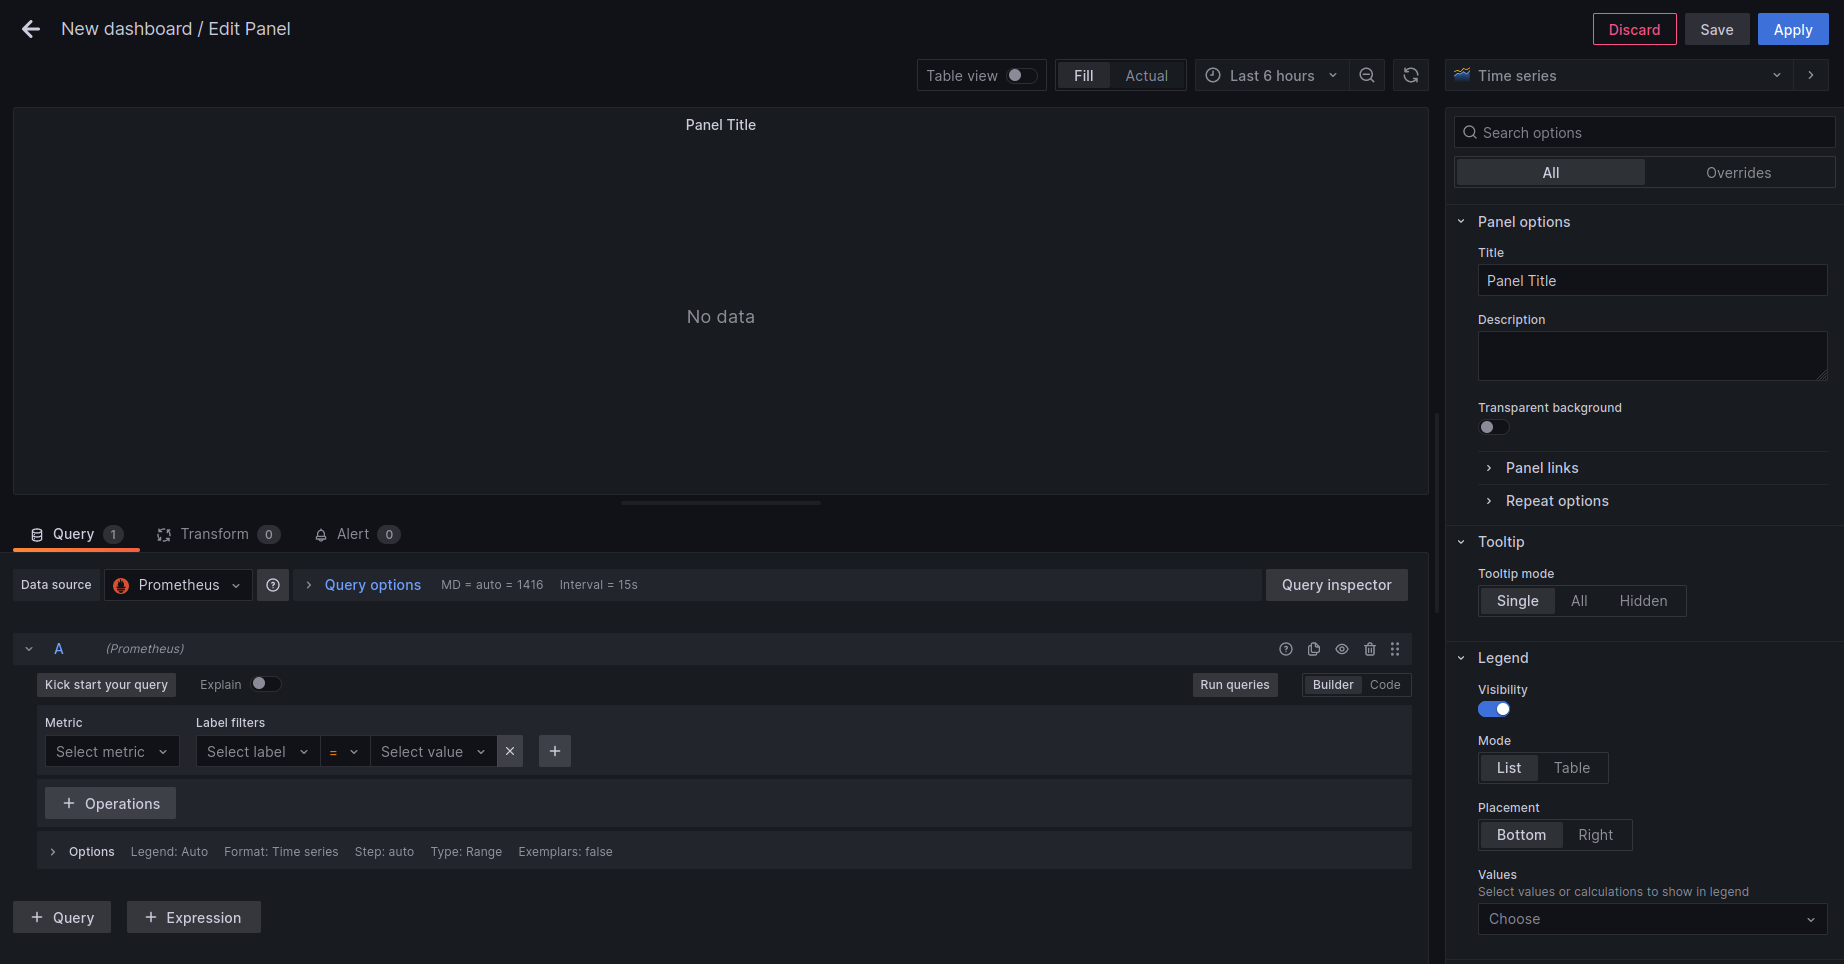 New dashboard / Edit Panel
Discard
Save
Apply
Table view
Fill
Actual
Last 6 hours
Time series
Panel Title
No data
Search options
All
Overrides
Panel options
Title
Panel Title
Description
Transparent background
Panel links
Repeat options
Tooltip
Tooltip mode
Single
All
Hidden
Legend
Visibility
Mode
List
Table
Placement
Bottom
Right
Values
Select values or calculations to show in legend
Choose
Query 1
Transform 0
Alert 0
Data source
Prometheus
Query options
MD = auto = 1416
Interval = 15s
Query inspector
A
(Prometheus)
Kick start your query
Explain
Run queries
Builder
Code
Metric
Label filters
Select metric
Select label
=
Select value
+ Operations
Options
Legend: Auto
Format: Time series
Step: auto
Type: Range
Exemplars: false
+ Query
+ Expression